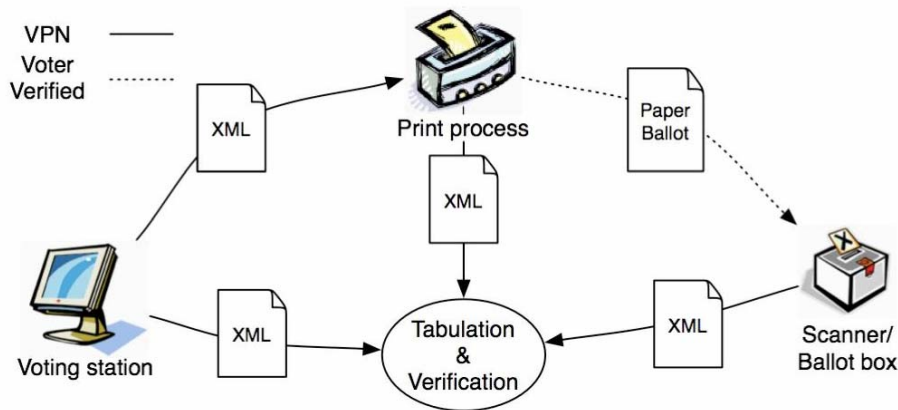 VPN
Voter
Verified
XML
Print process
Paper
Ballot
XML
Voting station
XML
Tabulation
&
Verification
XML
Scanner/
Ballot box